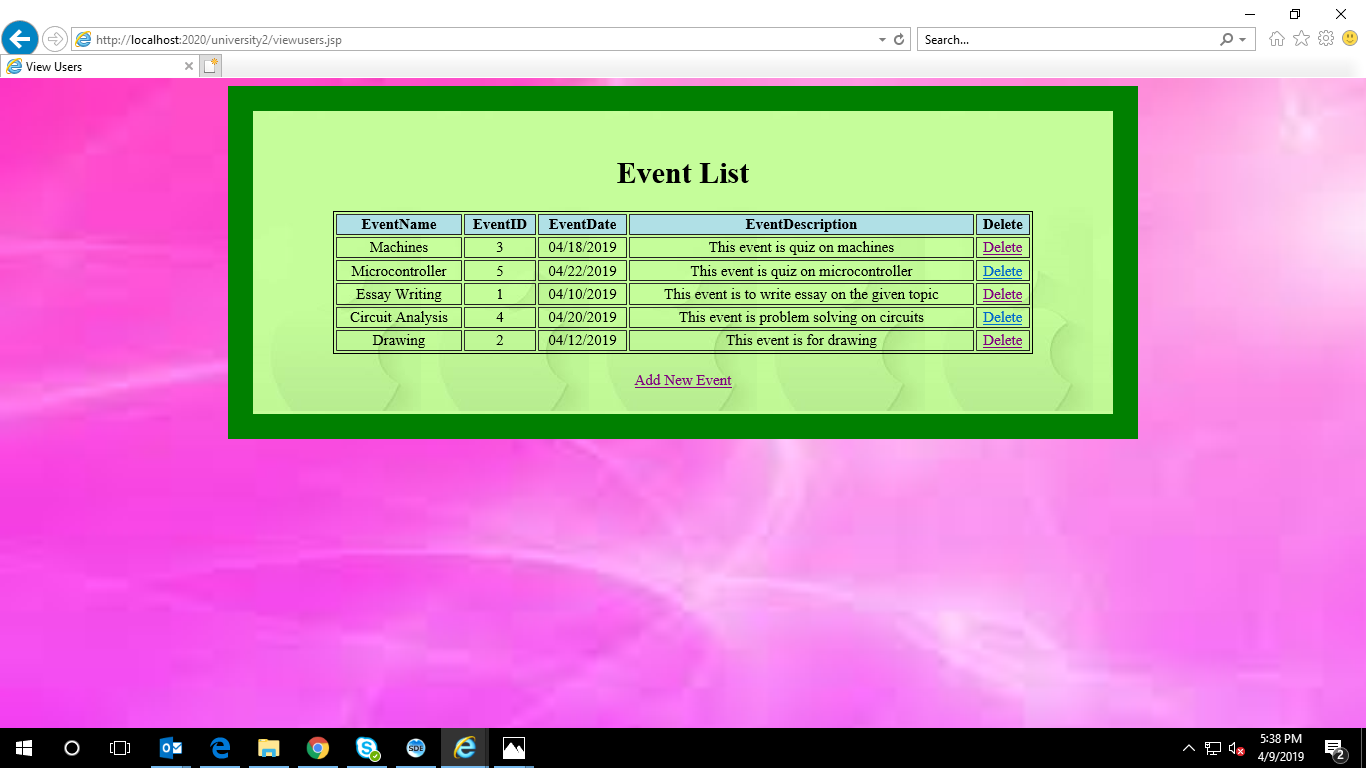 http://localhost:2020/university2/viewusers.jsp
Search...
View Users
Event List
EventName EventID EventDate EventDescription Delete
Machines 3 04/18/2019 This event is quiz on machines Delete
Microcontroller 5 04/22/2019 This event is quiz on microcontroller Delete
Essay Writing 1 04/10/2019 This event is to write essay on the given topic Delete
Circuit Analysis 4 04/20/2019 This event is problem solving on circuits Delete
Drawing 2 04/12/2019 This event is for drawing Delete
Add New Event
SDE
5:38 PM
4/9/2019
2